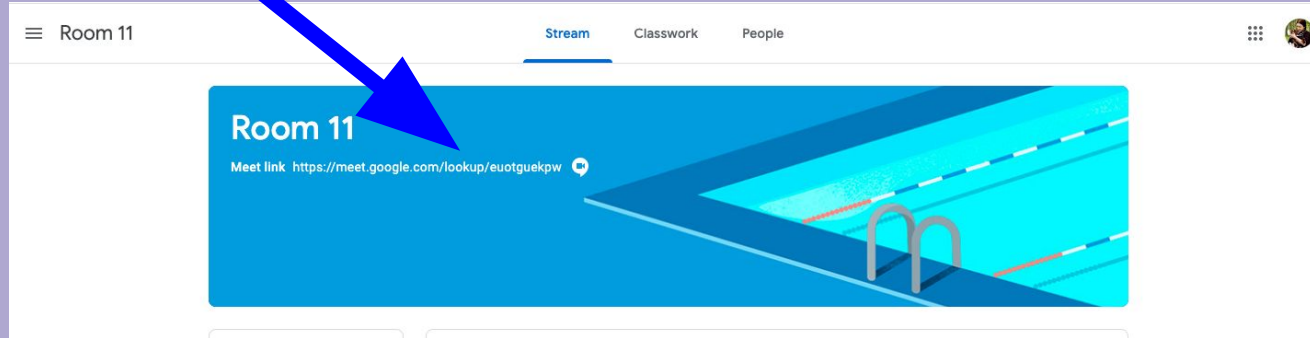 Room 11
Stream Classwork People
Room 11
Meet link https://meet.google.com/lookup/euotguekpw